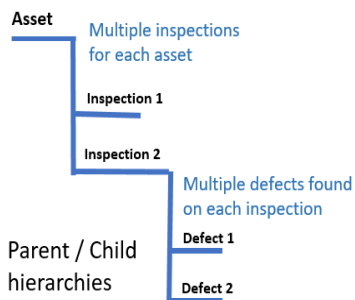 Asset
Multiple inspections
for each asset
Inspection 1
Inspection 2
Multiple defects found
on each inspection
Defect 1
Parent / Child
hierarchies
Defect 2